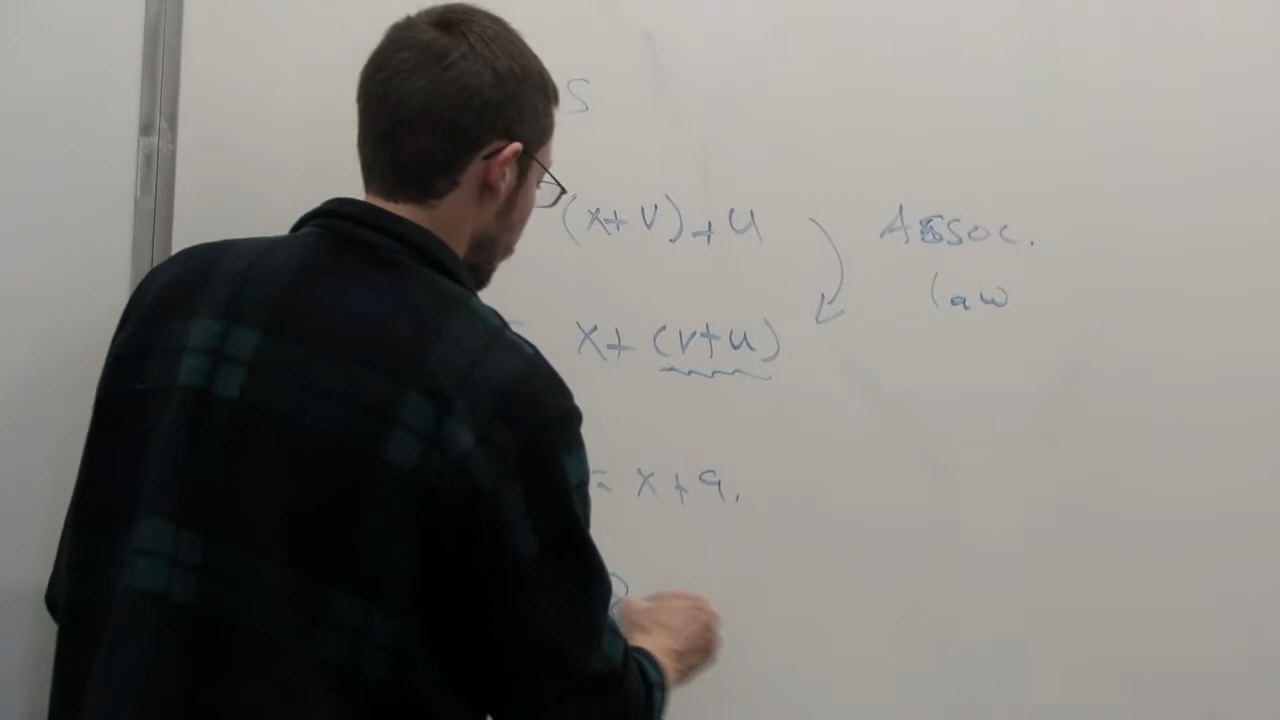 S
(x+v)+u Assoc.
x+(v+u) law
= x+9.